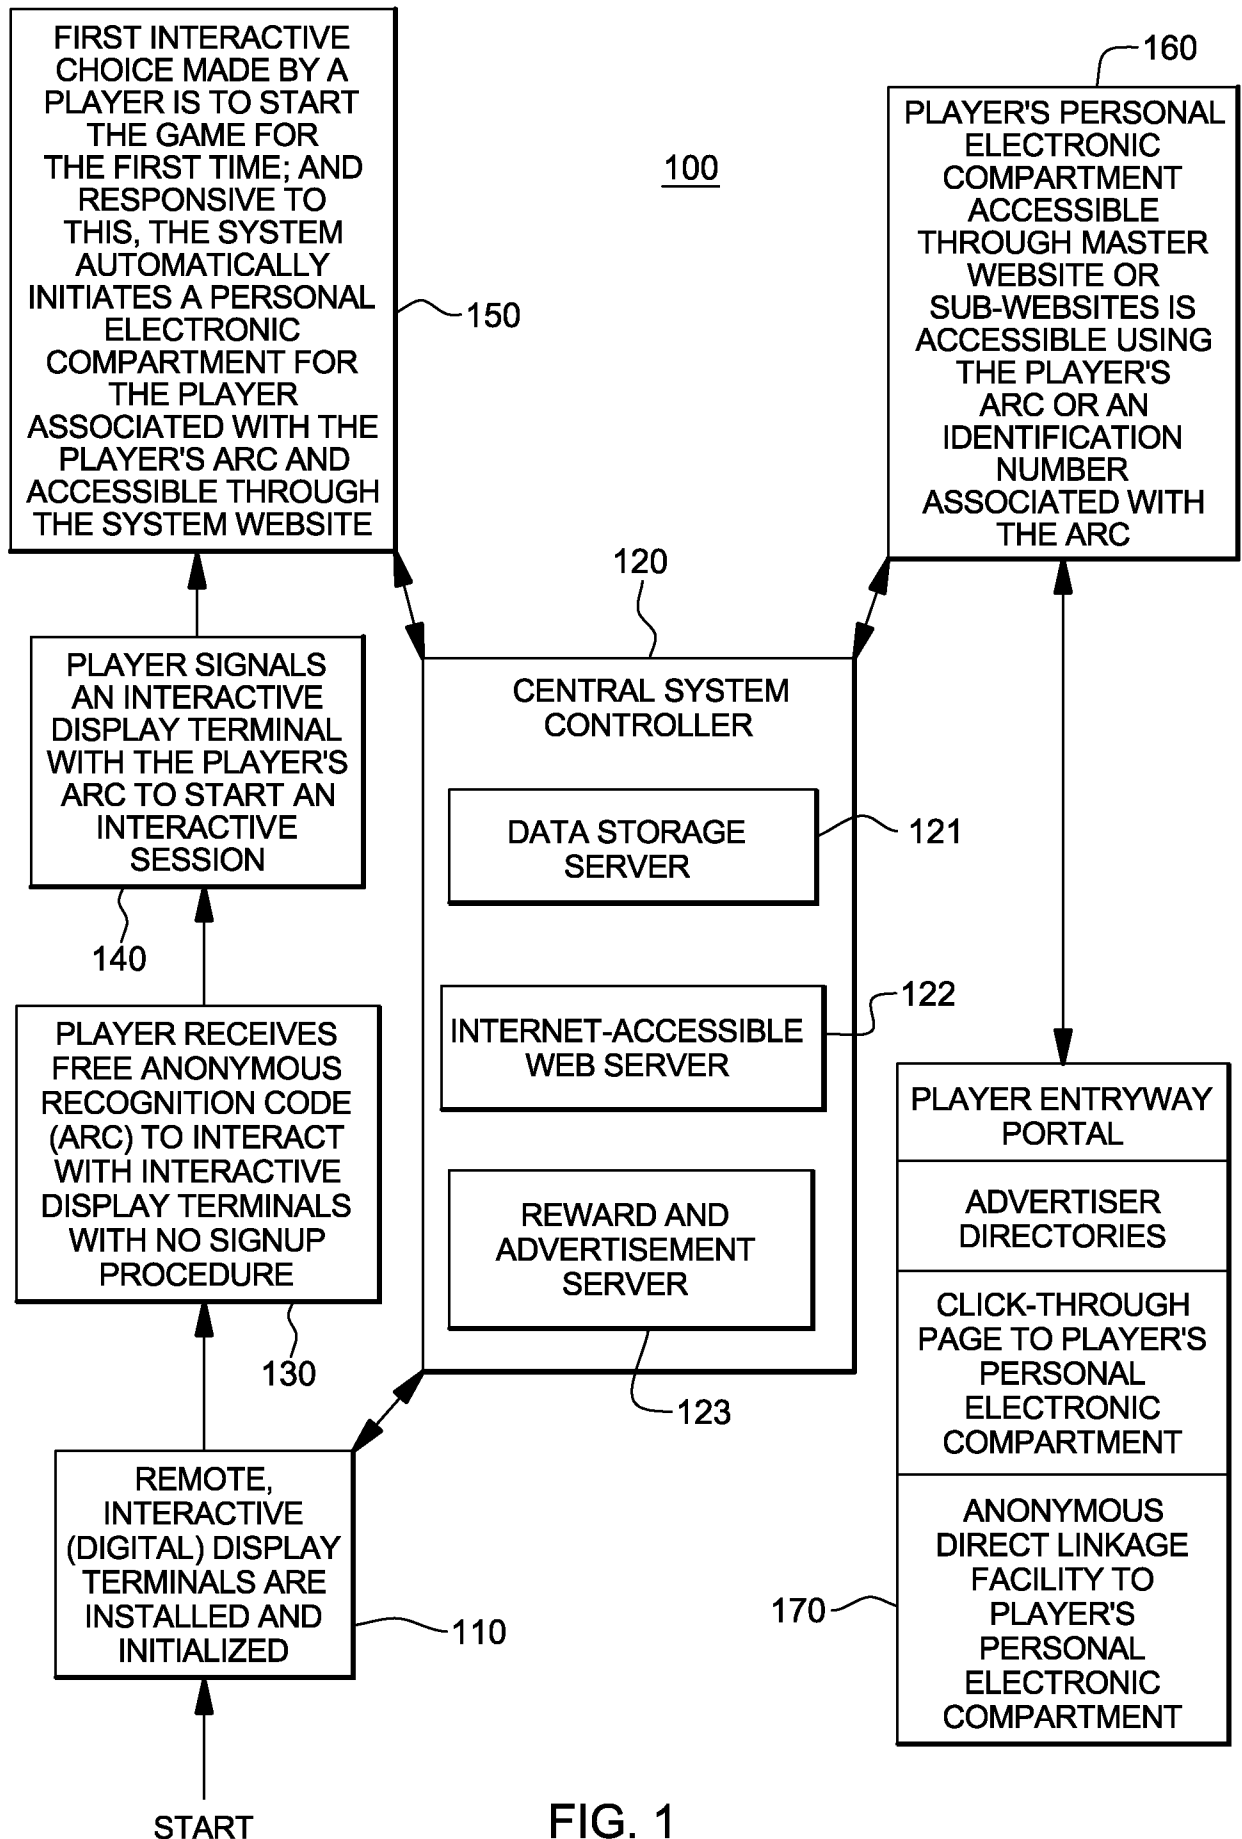 FIRST INTERACTIVE
CHOICE MADE BY A
PLAYER IS TO START
THE GAME FOR
THE FIRST TIME; AND
RESPONSIVE TO
THIS, THE SYSTEM
AUTOMATICALLY
INITIATES A PERSONAL
ELECTRONIC
COMPARTMENT FOR
THE PLAYER
ASSOCIATED WITH THE
PLAYER'S ARC AND
ACCESSIBLE THROUGH
THE SYSTEM WEBSITE
150
100
160
PLAYER'S PERSONAL
ELECTRONIC
COMPARTMENT
ACCESSIBLE
THROUGH MASTER
WEBSITE OR
SUB-WEBSITES IS
ACCESSIBLE USING
THE PLAYER'S
ARC OR AN
IDENTIFICATION
NUMBER
ASSOCIATED WITH
THE ARC
PLAYER SIGNALS
AN INTERACTIVE
DISPLAY TERMINAL
WITH THE PLAYER'S
ARC TO START AN
INTERACTIVE
SESSION
140
120
CENTRAL SYSTEM
CONTROLLER
DATA STORAGE
SERVER
121
INTERNET-ACCESSIBLE
WEB SERVER
122
REWARD AND
ADVERTISEMENT
SERVER
123
PLAYER RECEIVES
FREE ANONYMOUS
RECOGNITION CODE
(ARC) TO INTERACT
WITH INTERACTIVE
DISPLAY TERMINALS
WITH NO SIGNUP
PROCEDURE
130
PLAYER ENTRYWAY
PORTAL
ADVERTISER
DIRECTORIES
CLICK-THROUGH
PAGE TO PLAYER'S
PERSONAL
ELECTRONIC
COMPARTMENT
ANONYMOUS
DIRECT LINKAGE
FACILITY TO
PLAYER'S
PERSONAL
ELECTRONIC
COMPARTMENT
170
REMOTE,
INTERACTIVE
(DIGITAL) DISPLAY
TERMINALS ARE
INSTALLED AND
INITIALIZED
110
START
FIG. 1